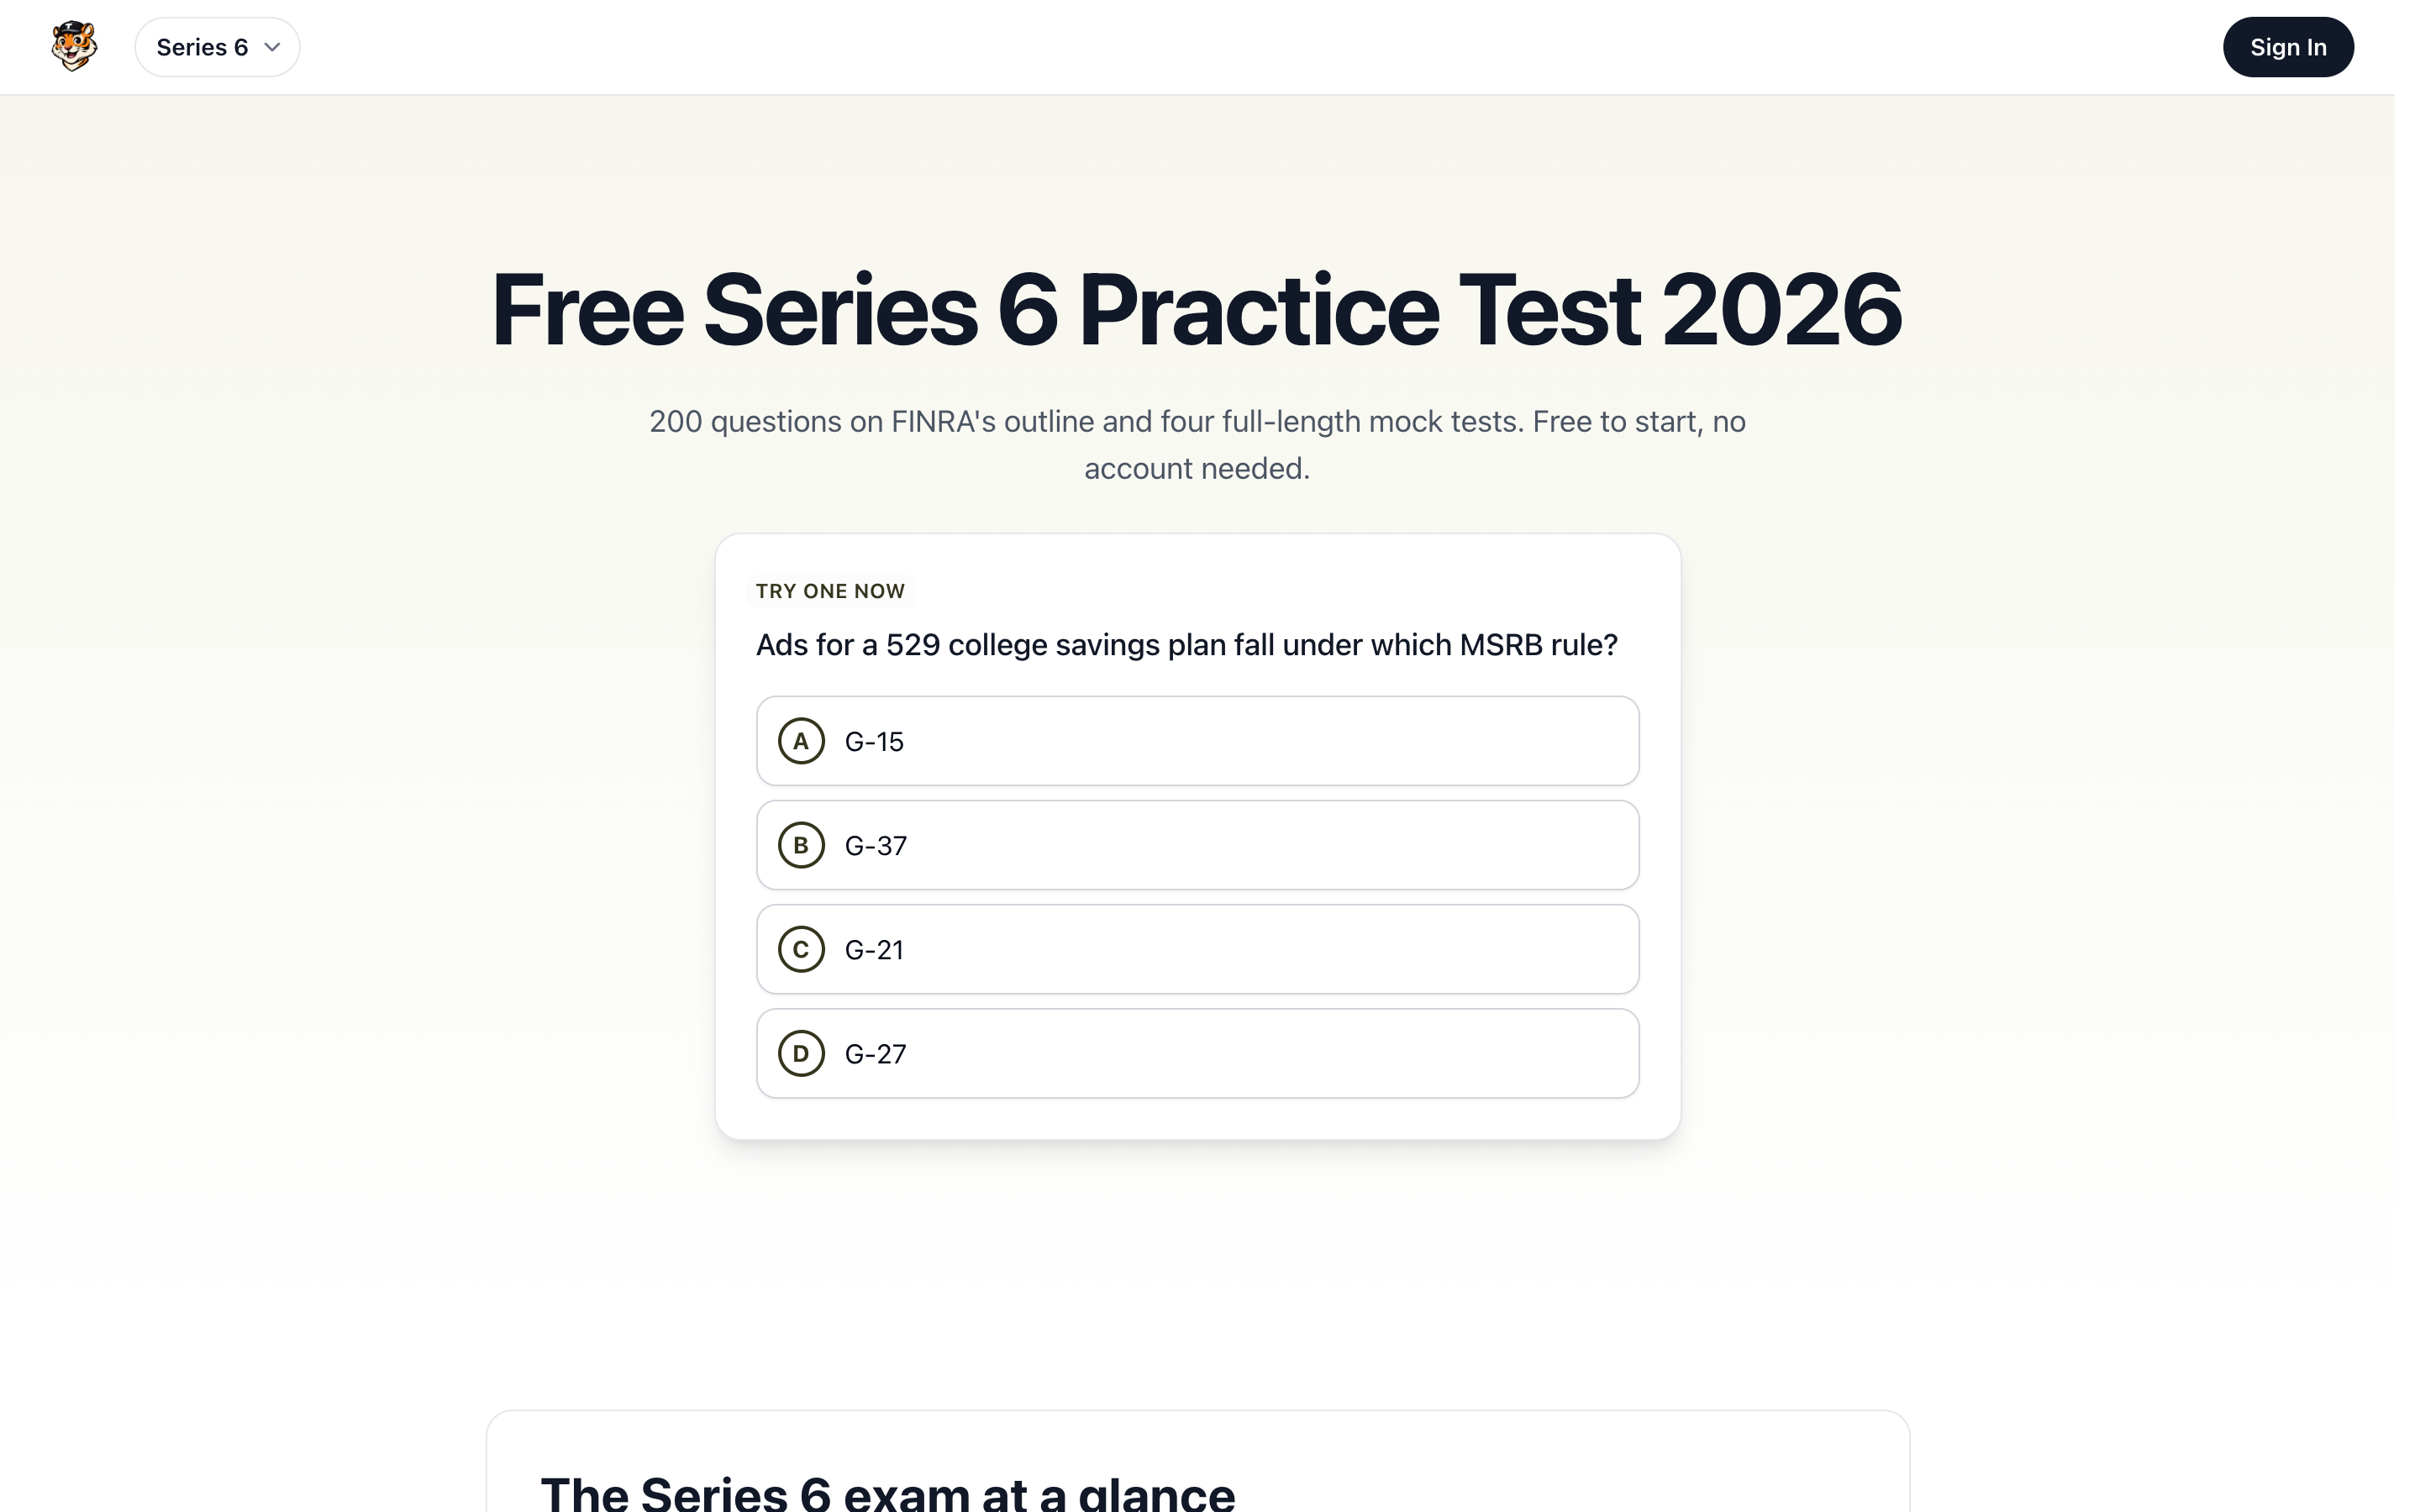 Series 6
Sign In
Free Series 6 Practice Test 2026
200 questions on FINRA's outline and four full-length mock tests. Free to start, no
account needed.
TRY ONE NOW
Ads for a 529 college savings plan fall under which MSRB rule?
A G-15
B G-37
C G-21
D G-27
The Series 6 exam at a glance